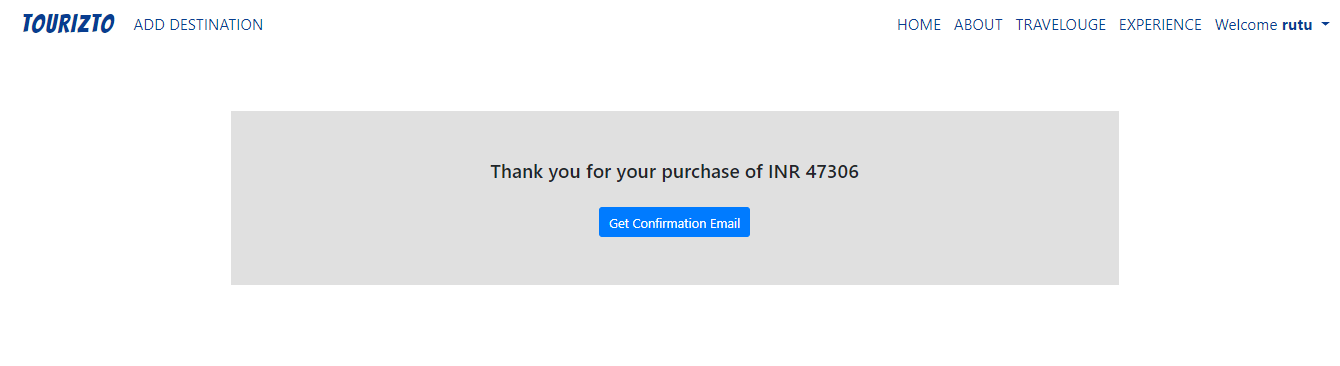 TOURIZTO ADD DESTINATION HOME ABOUT TRAVELOUGE EXPERIENCE Welcome rutu
Thank you for your purchase of INR 47306
Get Confirmation Email